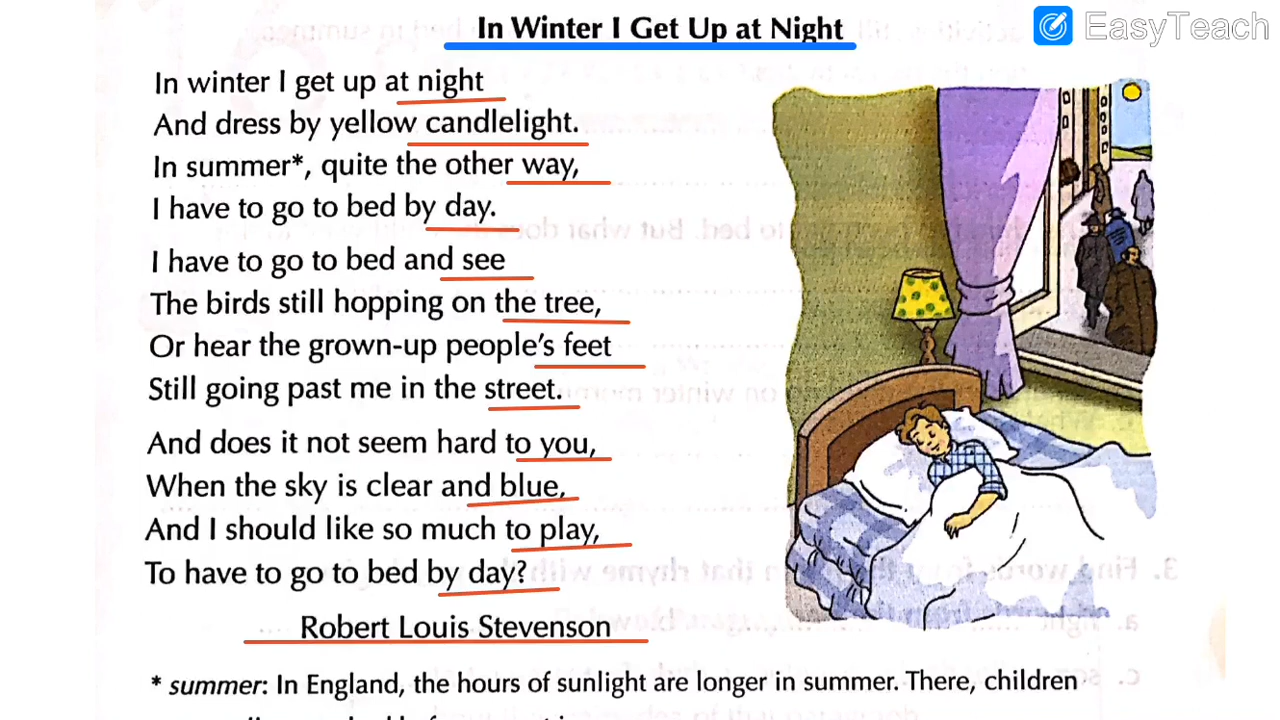 In Winter I Get Up at Night
EasyTeach
In winter I get up at night
And dress by yellow candlelight.
In summer*, quite the other way,
I have to go to bed by day.
I have to go to bed and see
The birds still hopping on the tree,
Or hear the grown-up people's feet
Still going past me in the street.
And does it not seem hard to you,
When the sky is clear and blue,
And I should like so much to play,
To have to go to bed by day?
Robert Louis Stevenson
* summer: In England, the hours of sunlight are longer in summer. There, children